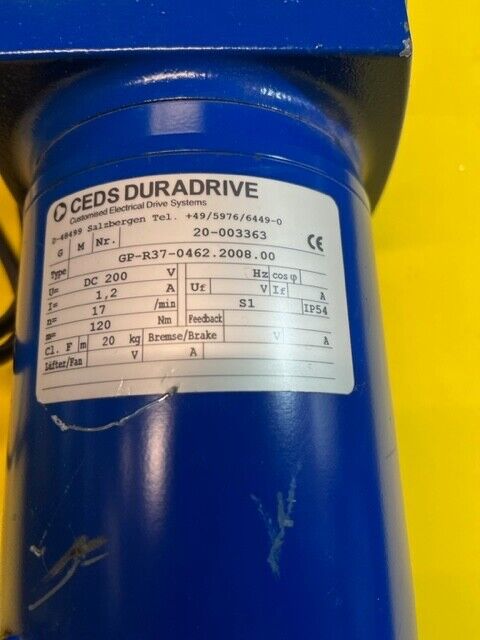 CEDS DURADRIVE
Customised Electrical Drive Systems
D-48499 Salzbergen Tel. +49/5976/6449-0
G M Nr. 20-003363 CE
Type GP-R37-0462.2008.00
U= DC 200 V Hz cos φ
I= 1,2 A Uf V If A
n= 17 /min S1 IP54
m= 120 Nm Feedback
Cl. F m 20 kg Bremse/Brake V A
Lüfter/Fan V A